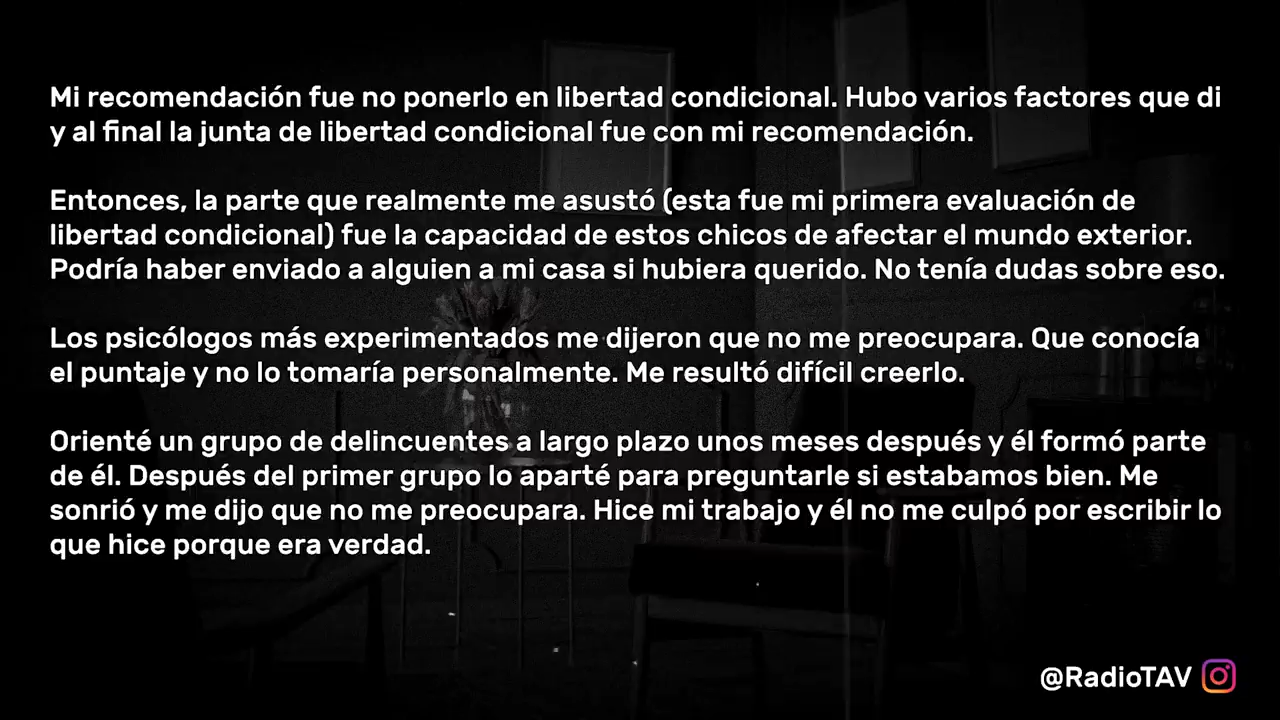 Mi recomendación fue no ponerlo en libertad condicional. Hubo varios factores que di
y al final la junta de libertad condicional fue con mi recomendación.
Entonces, la parte que realmente me asustó (esta fue mi primera evaluación de
libertad condicional) fue la capacidad de estos chicos de afectar el mundo exterior.
Podría haber enviado a alguien a mi casa si hubiera querido. No tenía dudas sobre eso.
Los psicólogos más experimentados me dijeron que no me preocupara. Que conocía
el puntaje y no lo tomaría personalmente. Me resultó difícil creerlo.
Orienté un grupo de delincuentes a largo plazo unos meses después y él formó parte
de él. Después del primer grupo lo aparté para preguntarle si estabamos bien. Me
sonrió y me dijo que no me preocupara. Hice mi trabajo y él no me culpó por escribir lo
que hice porque era verdad.
@RadioTAV